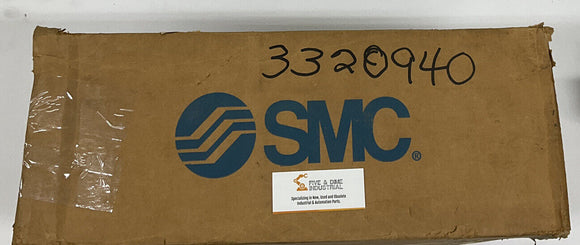 3320940
SMC®
FIVE & DIME
INDUSTRIAL
Specializing in New, Used and Obsolete
Industrial & Automation Parts.